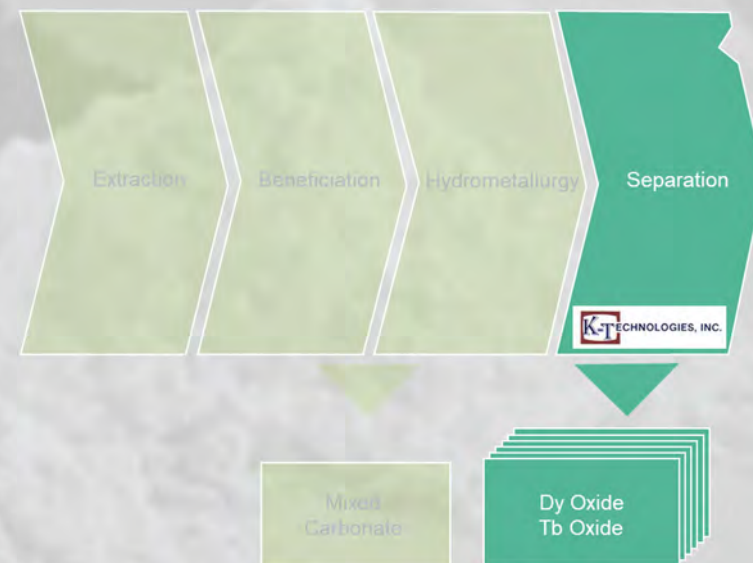 Extraction
Beneficiation
Hydrometallurgy
Separation
K-TECHNOLOGIES, INC.
Mixed
Carbonate
Dy Oxide
Tb Oxide